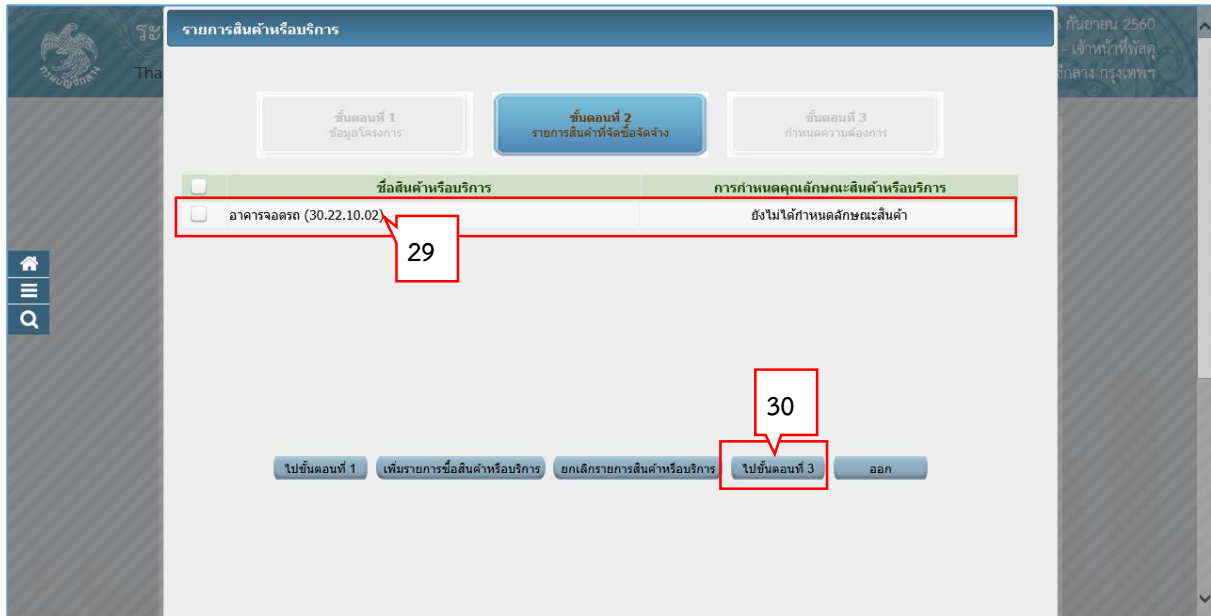 ระ
Tha
กรมบัญชีกลาง
กันยายน 2560
- เจ้าหน้าที่พัสดุ
กรุงเทพฯ
รายการสินค้าหรือบริการ
ขั้นตอนที่ 1
ข้อมูลโครงการ
ขั้นตอนที่ 2
รายการสินค้าที่จัดซื้อจัดจ้าง
ขั้นตอนที่ 3
กำหนดความต้องการ
ชื่อสินค้าหรือบริการ การกำหนดคุณลักษณะสินค้าหรือบริการ
อาคารจอดรถ (30.22.10.02) ยังไม่ได้กำหนดลักษณะสินค้า
29
30
ไปขั้นตอนที่ 1 เพิ่มรายการซื้อสินค้าหรือบริการ ยกเลิกรายการสินค้าหรือบริการ ไปขั้นตอนที่ 3 ออก